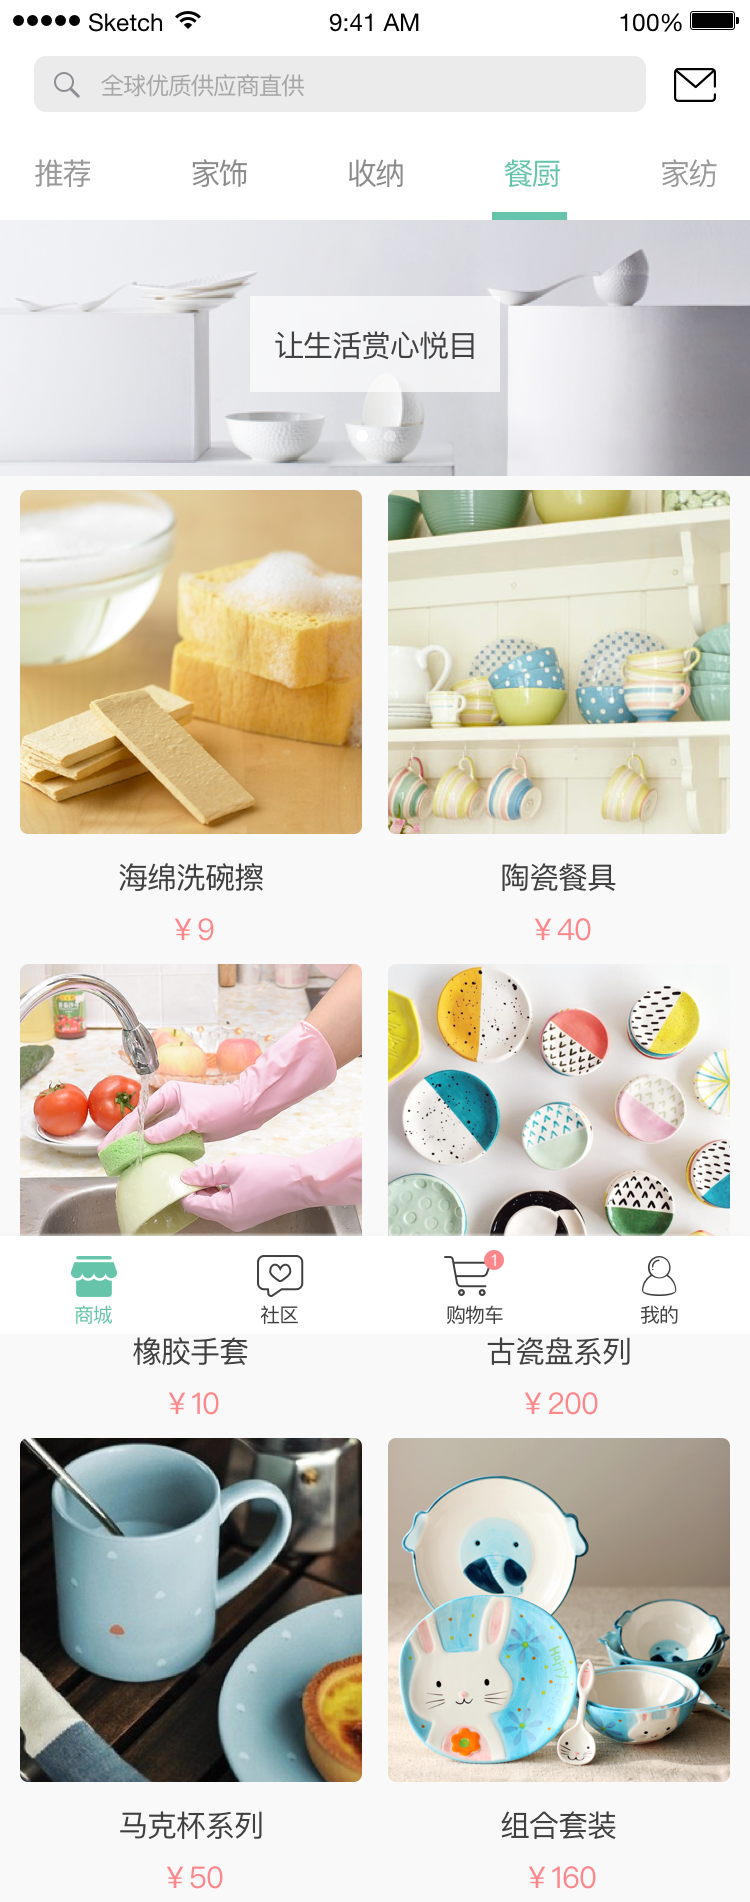 Sketch 9:41 AM 100%
全球优质供应商直供
推荐 家饰 收纳 餐厨 家纺
让生活赏心悦目
海绵洗碗擦 陶瓷餐具
¥9 ¥40
1
商城 社区 购物车 我的
橡胶手套 古瓷盘系列
¥10 ¥200
Happy
马克杯系列 组合套装
¥50 ¥160